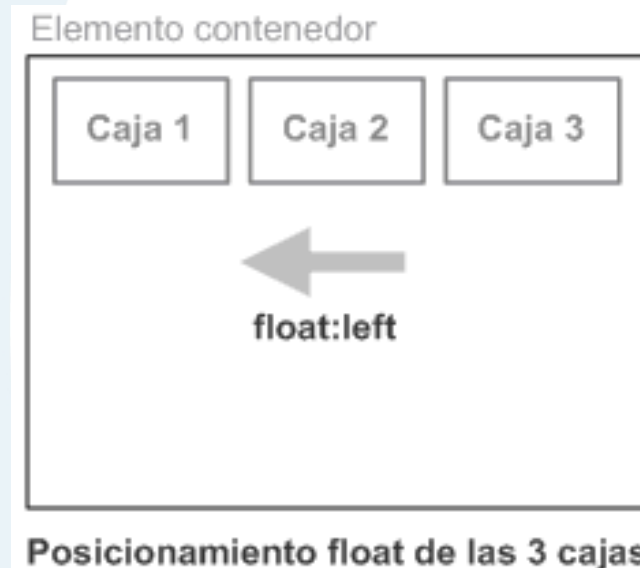 Elemento contenedor
Caja 1 Caja 2 Caja 3
float:left
Posicionamiento float de las 3 cajas